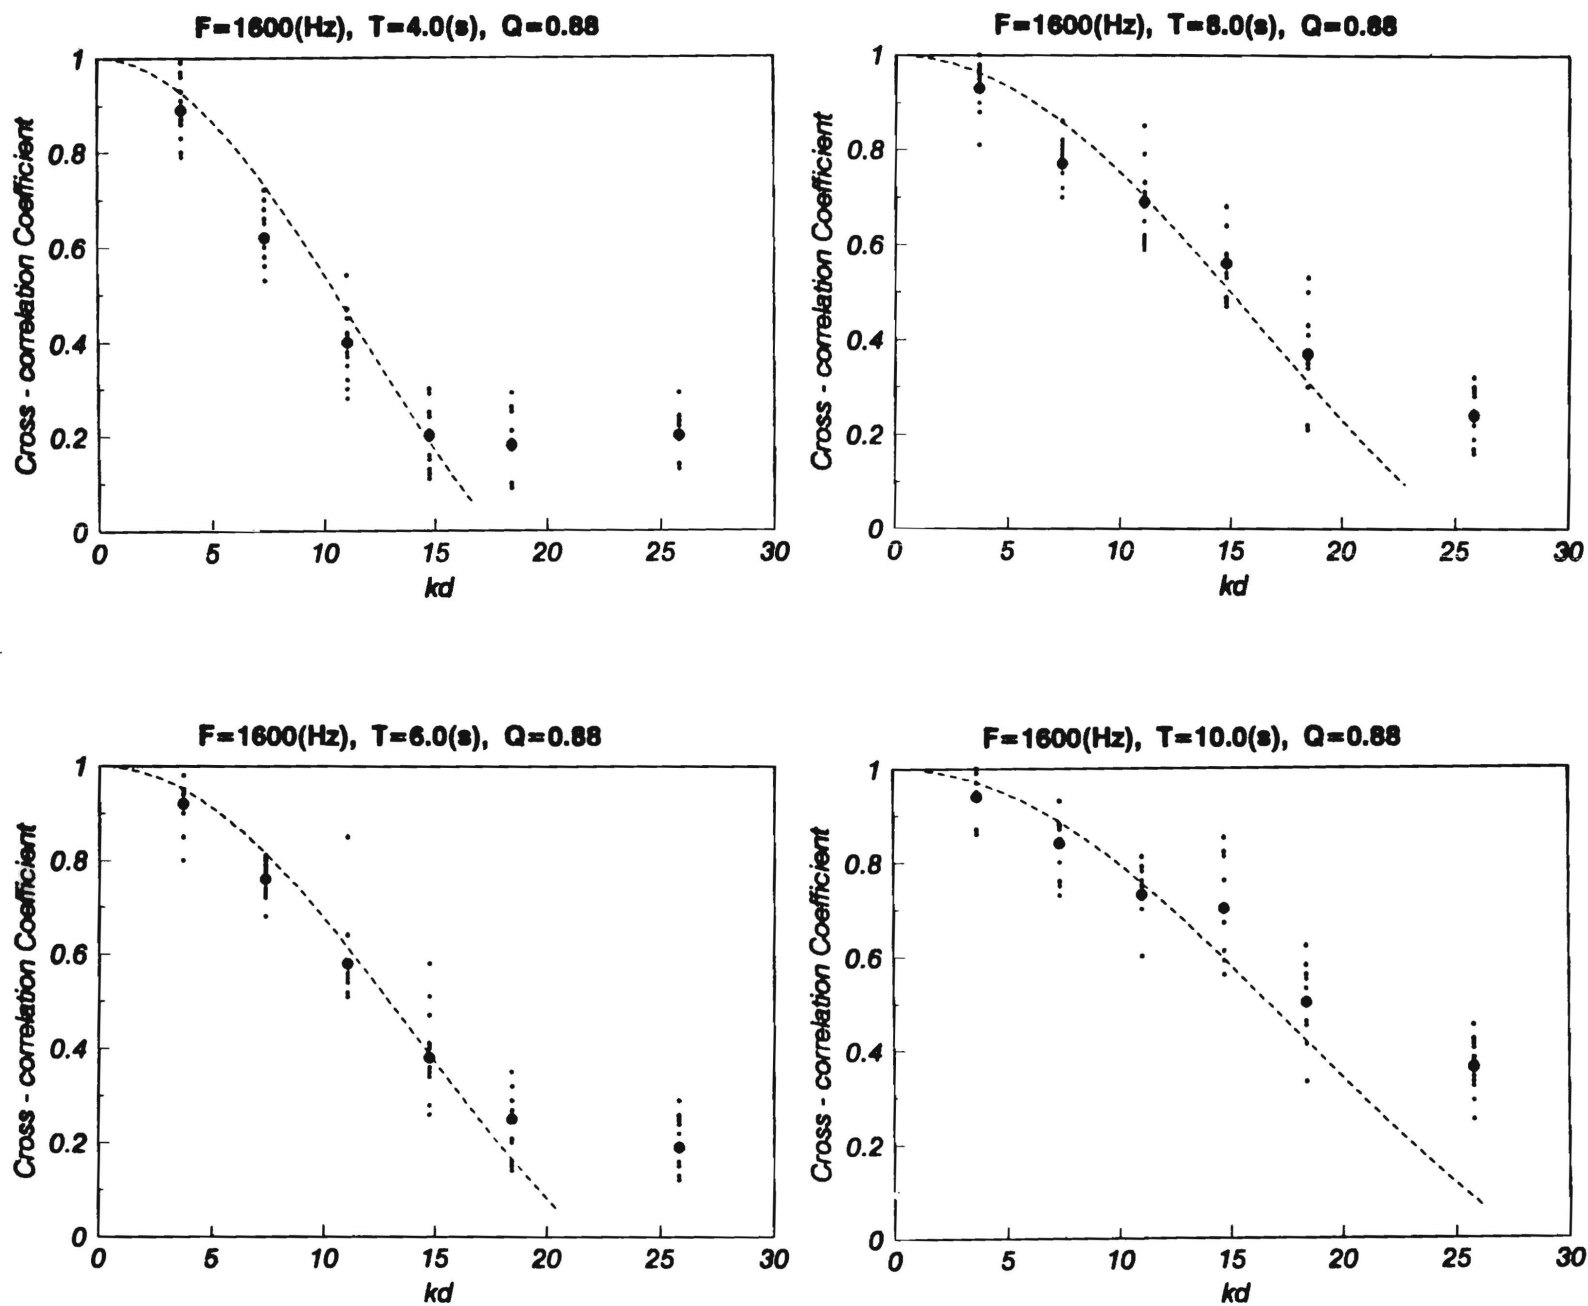 F=1600(Hz), T=4.0(s), Q=0.88
Cross - correlation Coefficient
1
0.8
0.6
0.4
0.2
0
0 5 10 15 20 25 30
kd
F=1600(Hz), T=8.0(s), Q=0.88
Cross - correlation Coefficient
1
0.8
0.6
0.4
0.2
0
0 5 10 15 20 25 30
kd
F=1600(Hz), T=6.0(s), Q=0.88
Cross - correlation Coefficient
1
0.8
0.6
0.4
0.2
0
0 5 10 15 20 25 30
kd
F=1600(Hz), T=10.0(s), Q=0.88
Cross - correlation Coefficient
1
0.8
0.6
0.4
0.2
0
0 5 10 15 20 25 30
kd